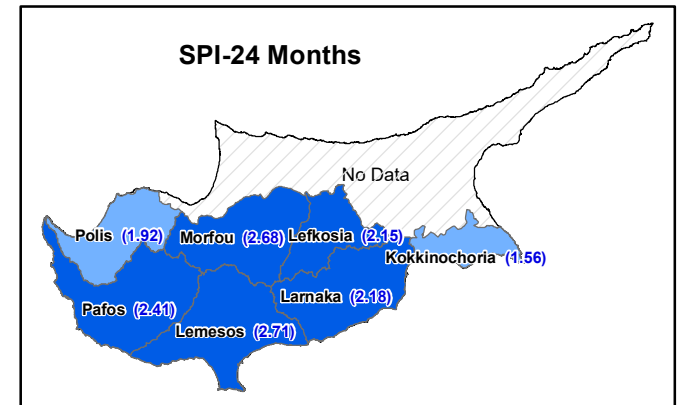 SPI-24 Months
No Data
Polis (1.92)
Morfou (2.68)
Lefkosia (2.15)
Kokkinochoria (1.56)
Larnaka (2.18)
Pafos (2.41)
Lemesos (2.71)